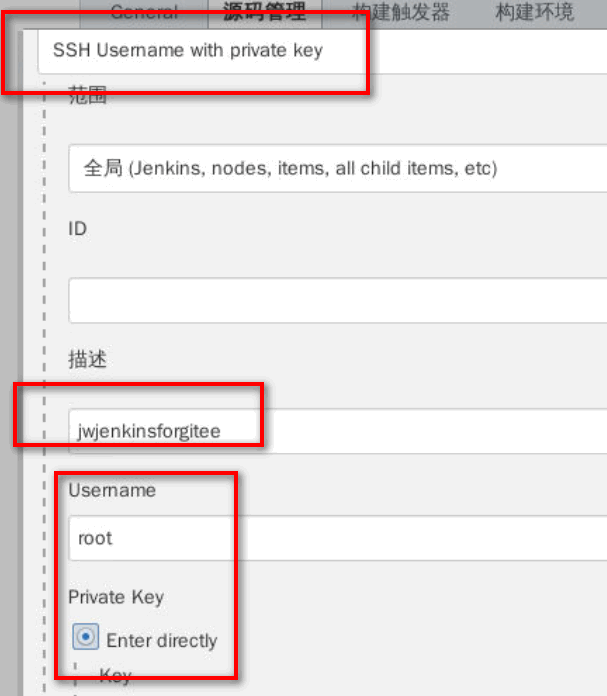 General 源码管理 构建触发器 构建环境
SSH Username with private key
范围
全局 (Jenkins, nodes, items, all child items, etc)
ID
描述
jwjenkinsforgitee
Username
root
Private Key
Enter directly
Key